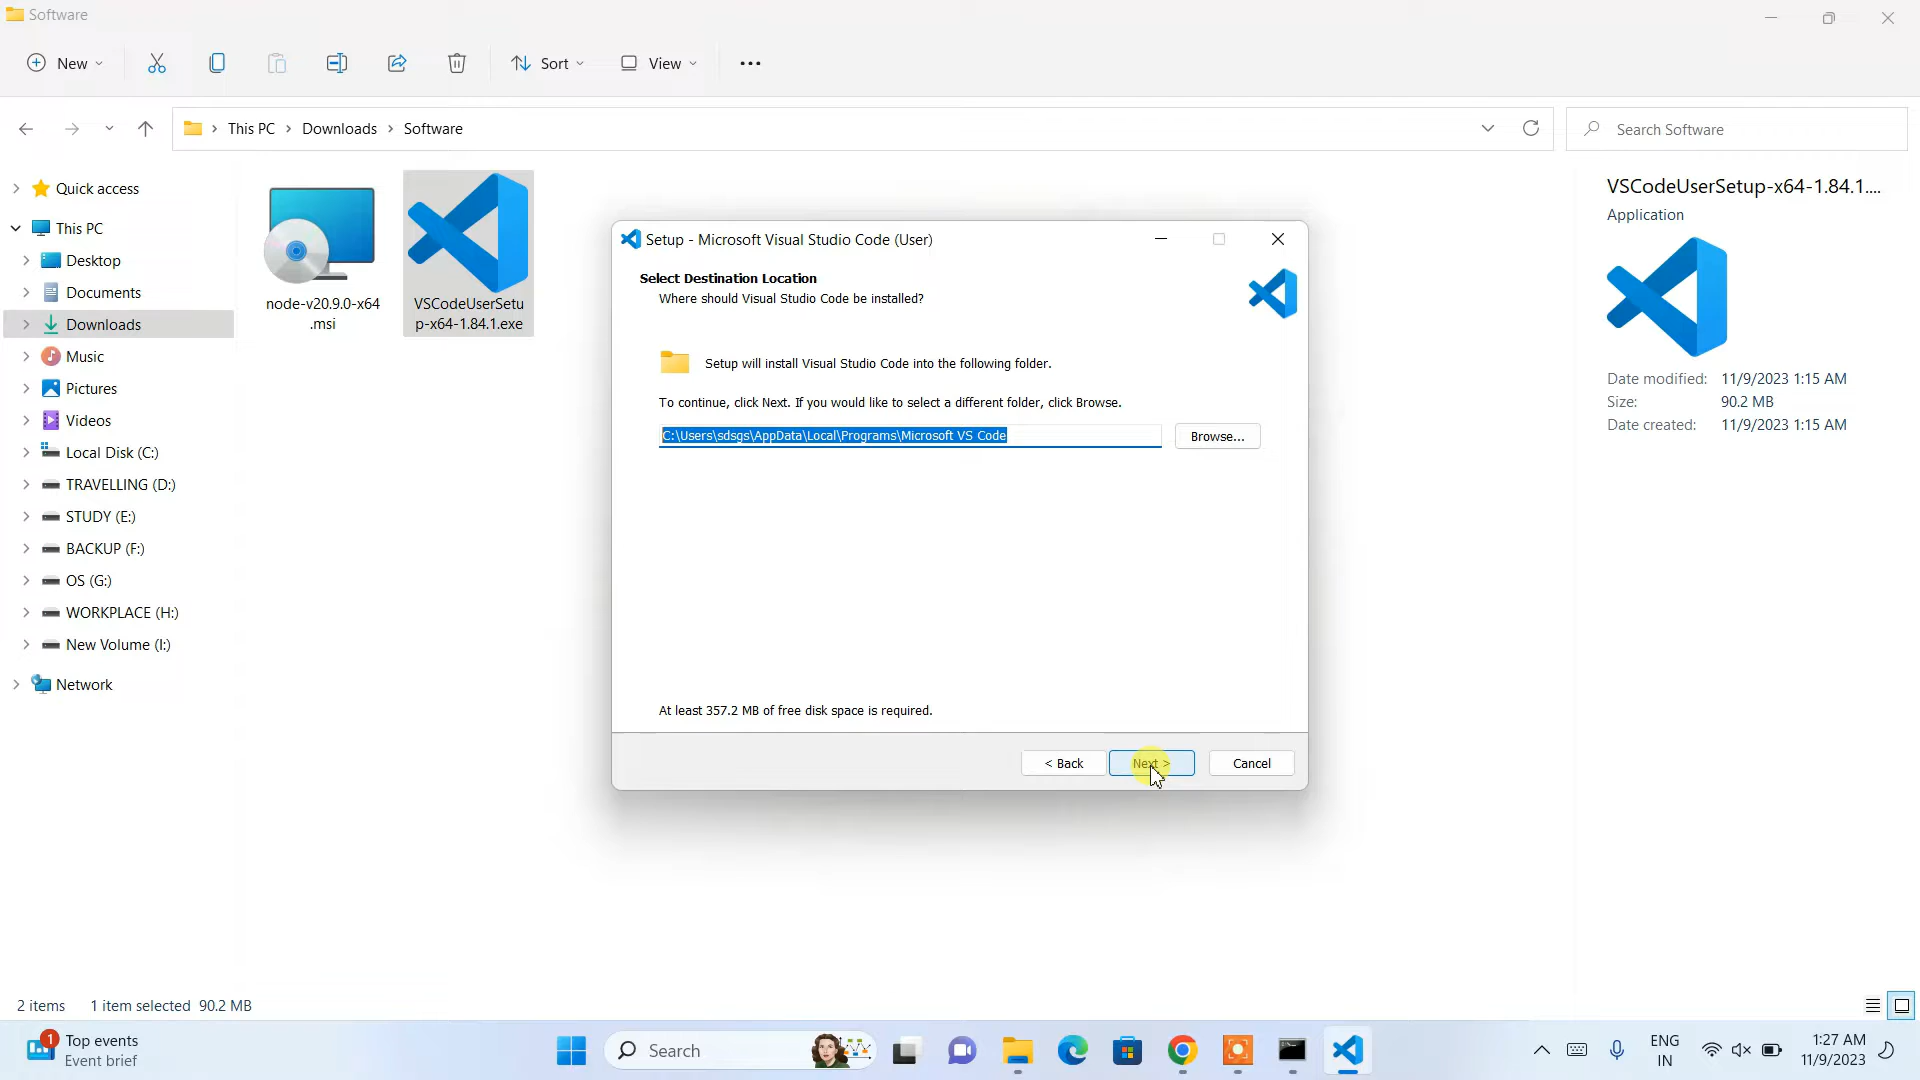 Software
New
Sort
View
This PC
Downloads
Software
Search Software
Quick access
This PC
Desktop
Documents
Downloads
Music
Pictures
Videos
Local Disk (C:)
TRAVELLING (D:)
STUDY (E:)
BACKUP (F:)
OS (G:)
WORKPLACE (H:)
New Volume (I:)
Network
node-v20.9.0-x64
.msi
VSCodeUserSetu
p-x64-1.84.1.exe
Setup - Microsoft Visual Studio Code (User)
Select Destination Location
Where should Visual Studio Code be installed?
Setup will install Visual Studio Code into the following folder.
To continue, click Next. If you would like to select a different folder, click Browse.
C:\Users\sdsgs\AppData\Local\Programs\Microsoft VS Code
Browse...
At least 357.2 MB of free disk space is required.
< Back
Next >
Cancel
VSCodeUserSetup-x64-1.84.1....
Application
Date modified: 11/9/2023 1:15 AM
Size: 90.2 MB
Date created: 11/9/2023 1:15 AM
2 items
1 item selected 90.2 MB
1
Top events
Event brief
Search
ENG
IN
1:27 AM
11/9/2023